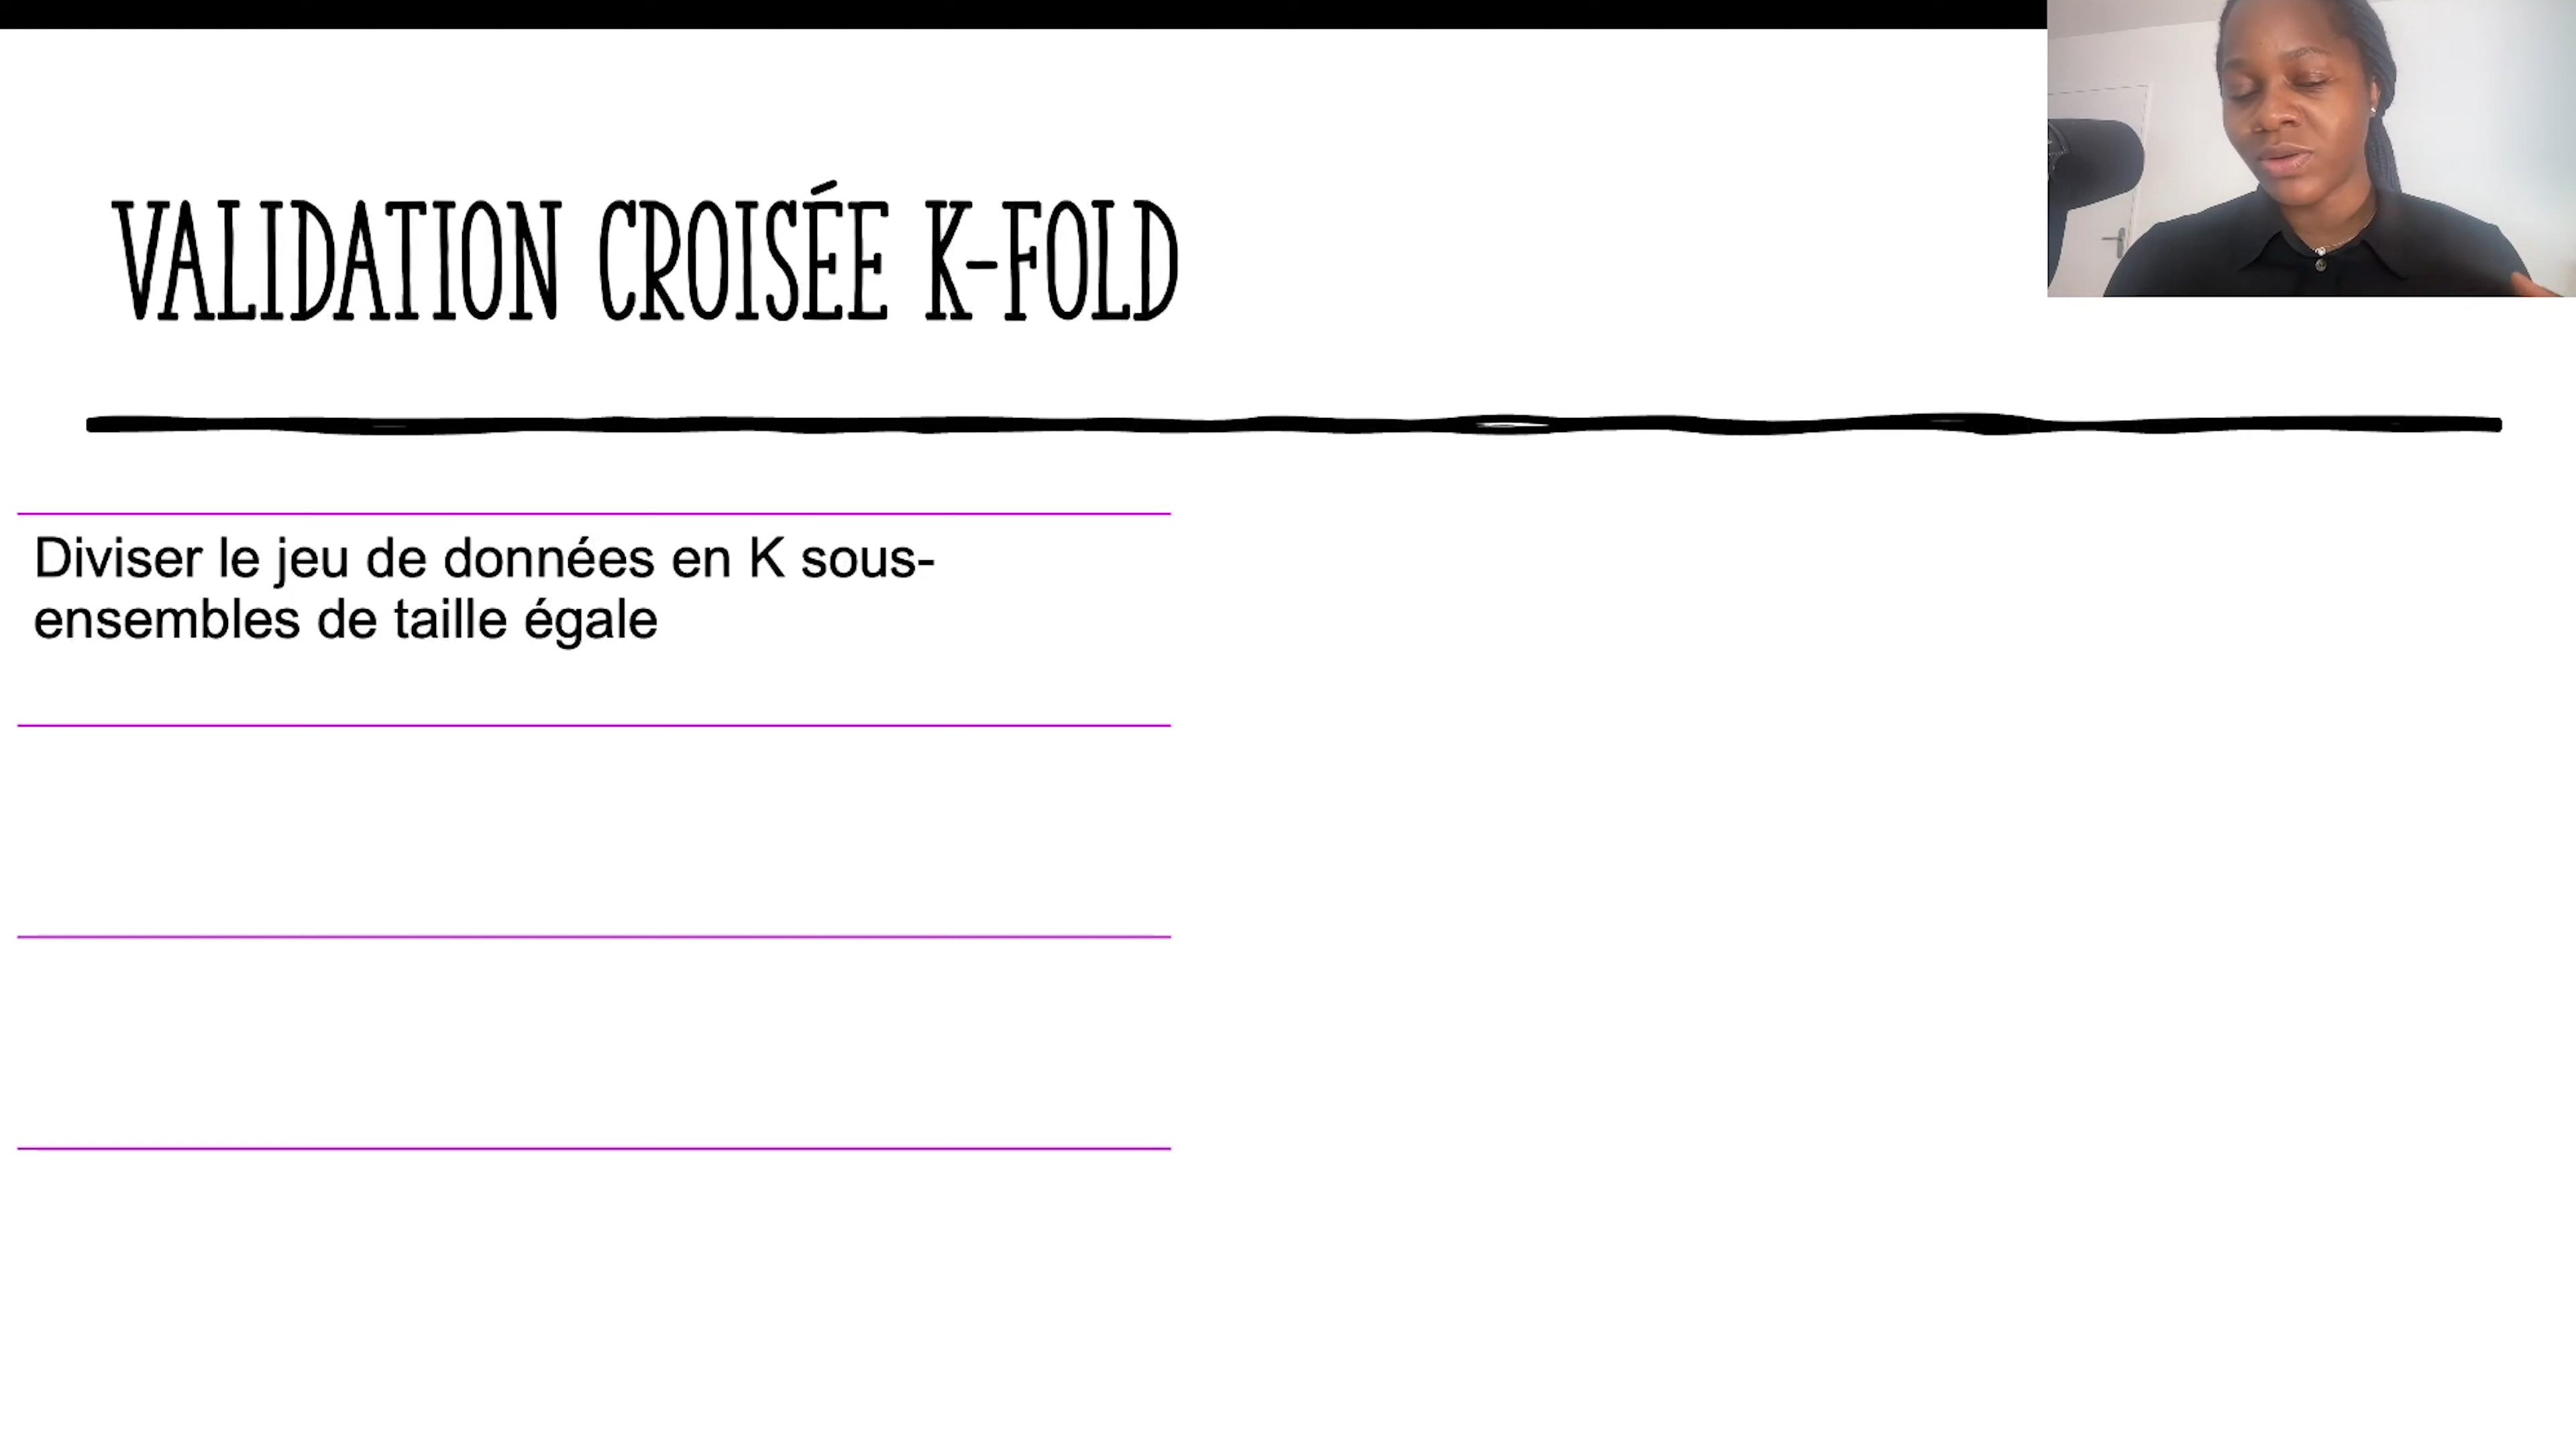 VALIDATION CROISÉE K-FOLD
Diviser le jeu de données en K sous-
ensembles de taille égale